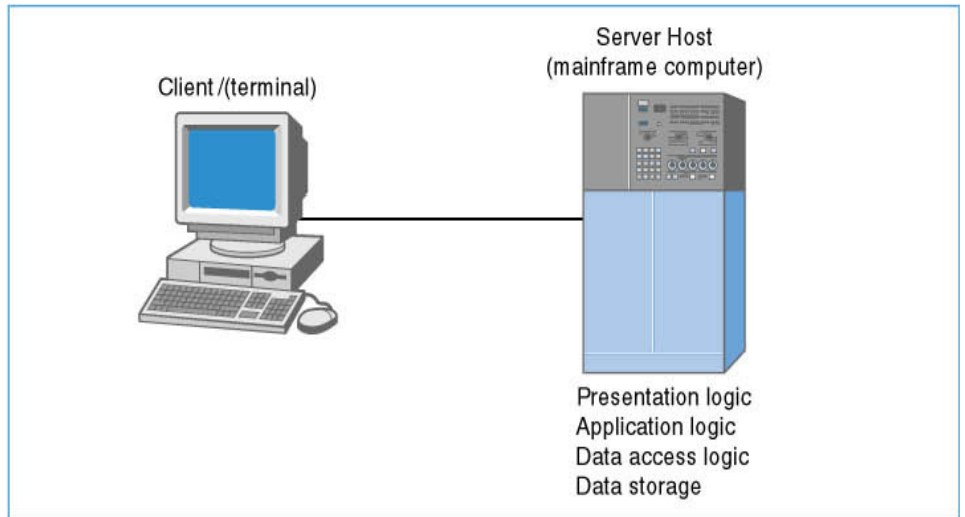 Server Host
(mainframe computer)
Client /(terminal)
Presentation logic
Application logic
Data access logic
Data storage